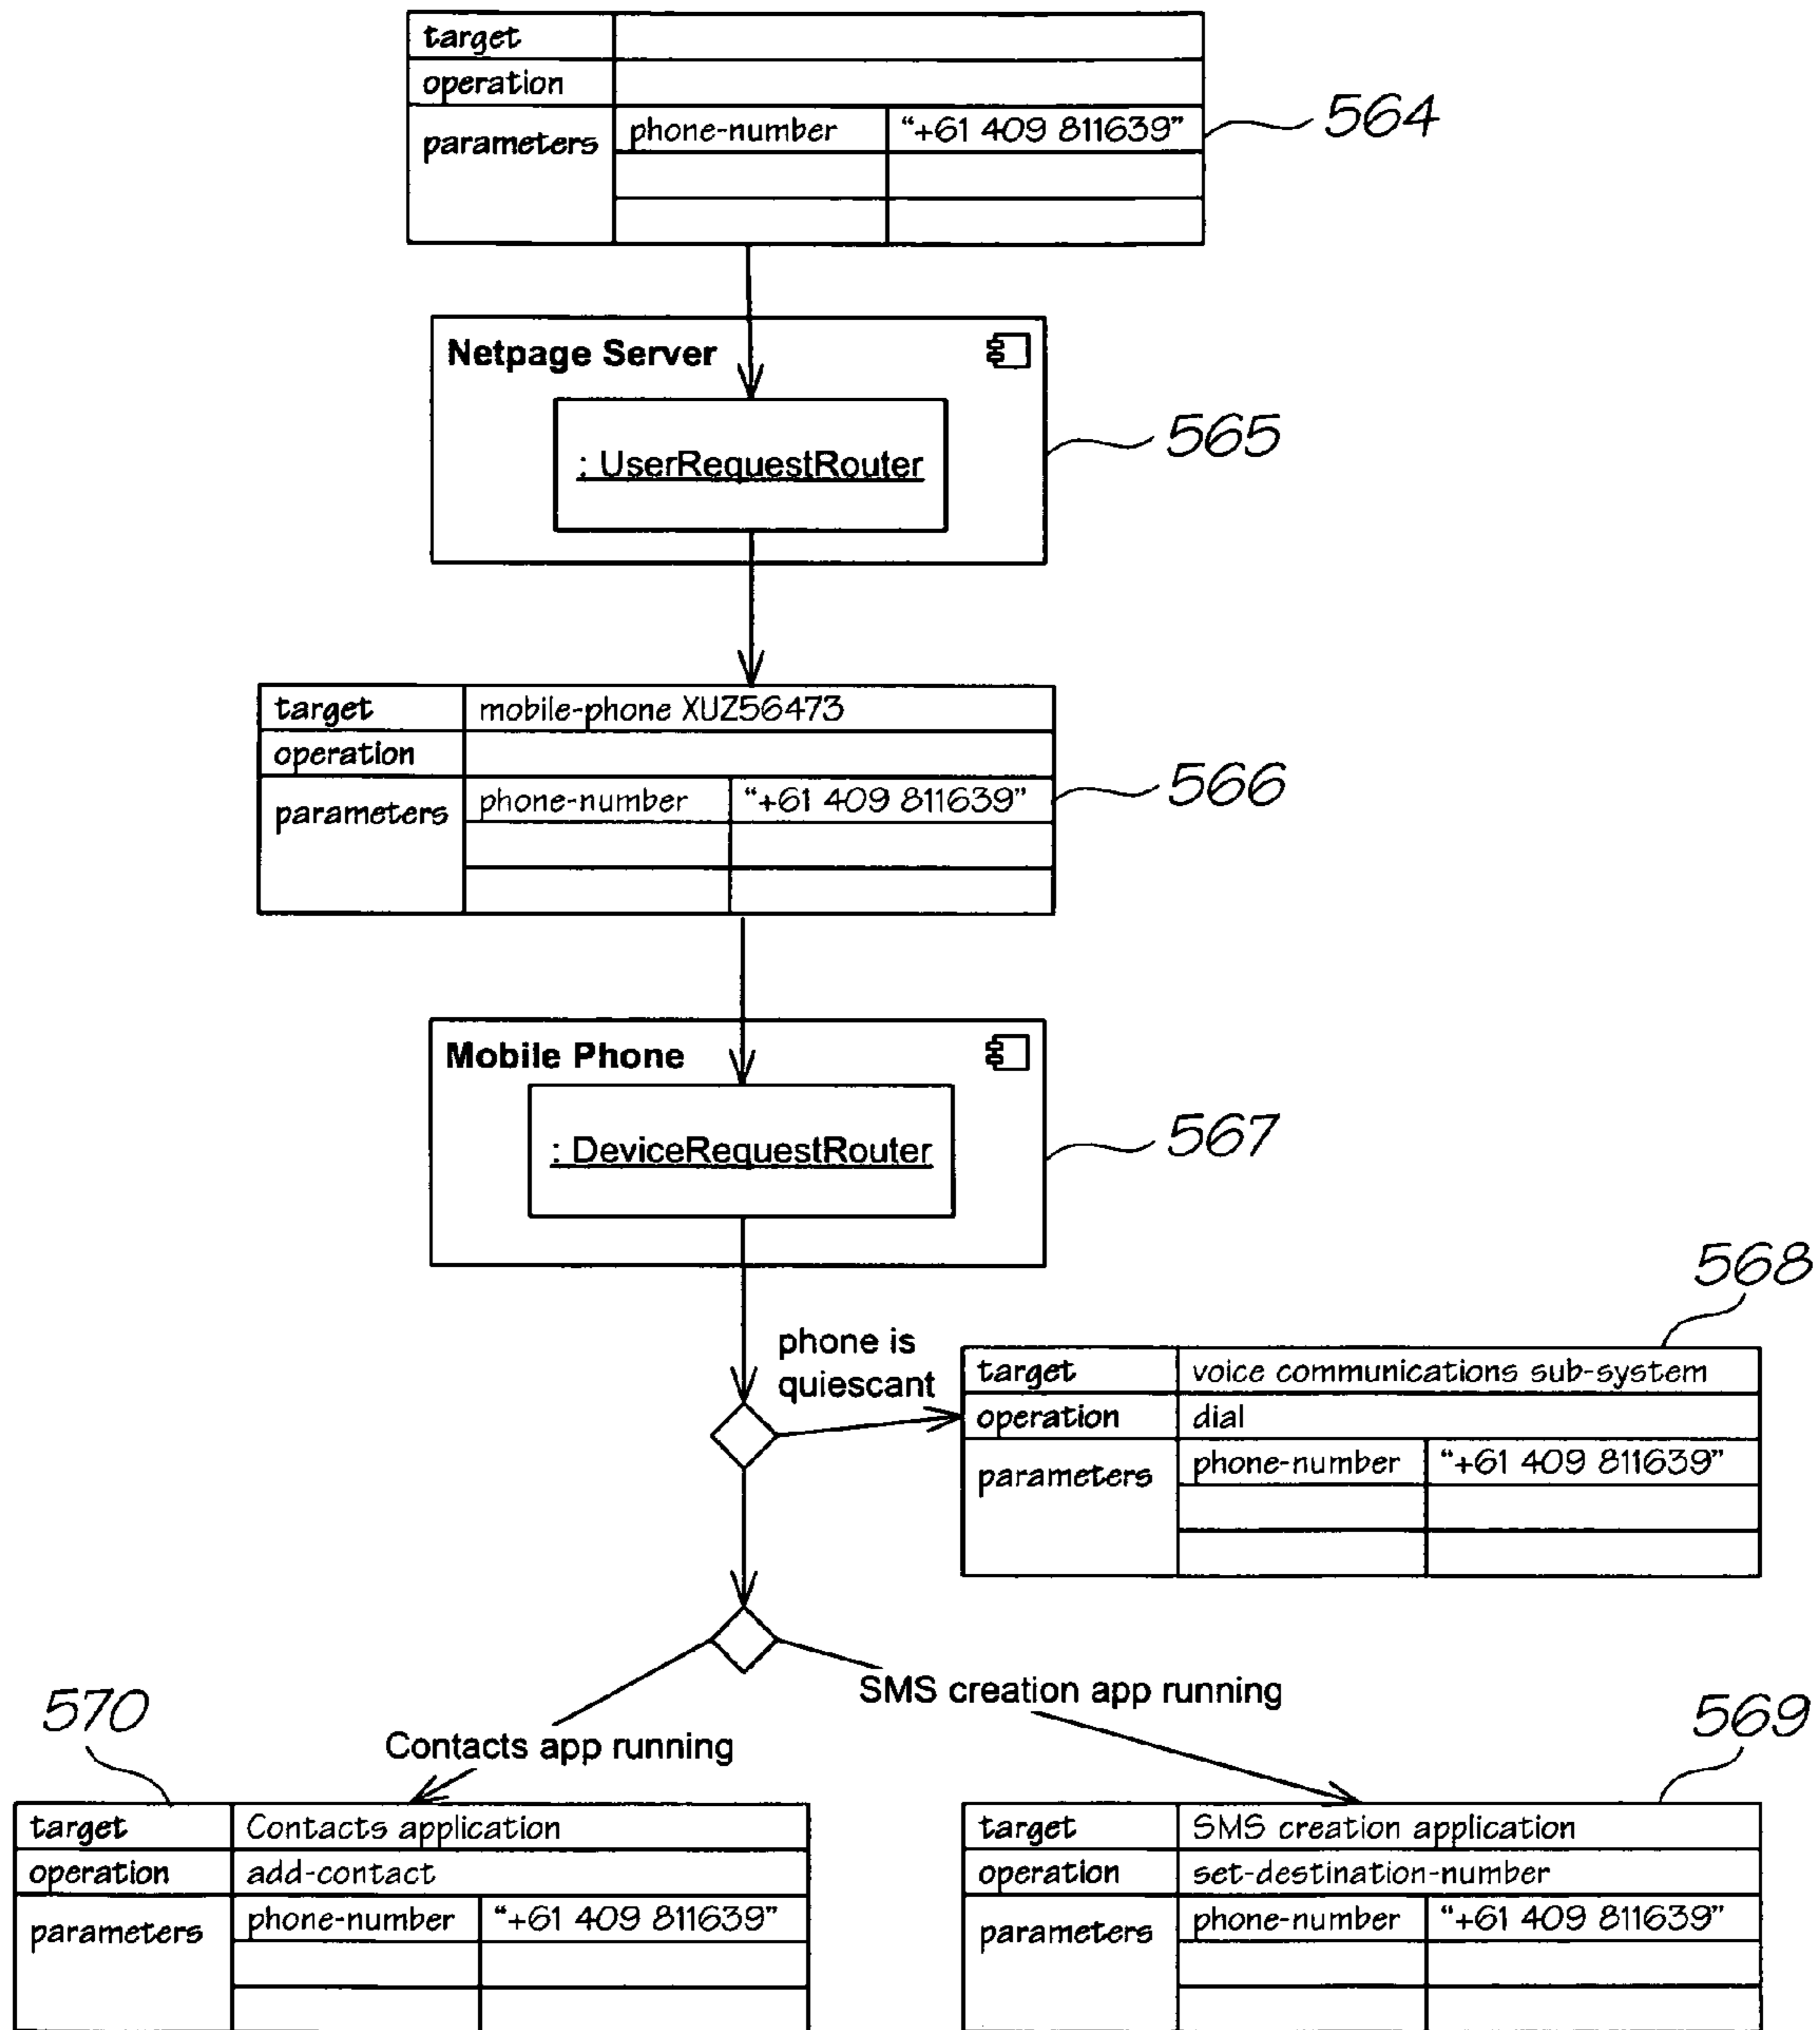 target
operation
parameters phone-number "+61 409 811639"
564
Netpage Server
: UserRequestRouter
565
target mobile-phone XUZ56473
operation
parameters phone-number "+61 409 811639"
566
Mobile Phone
: DeviceRequestRouter
567
568
phone is
quiescant
target voice communications sub-system
operation dial
parameters phone-number "+61 409 811639"
SMS creation app running
Contacts app running
570
target Contacts application
operation add-contact
parameters phone-number "+61 409 811639"
569
target SMS creation application
operation set-destination-number
parameters phone-number "+61 409 811639"